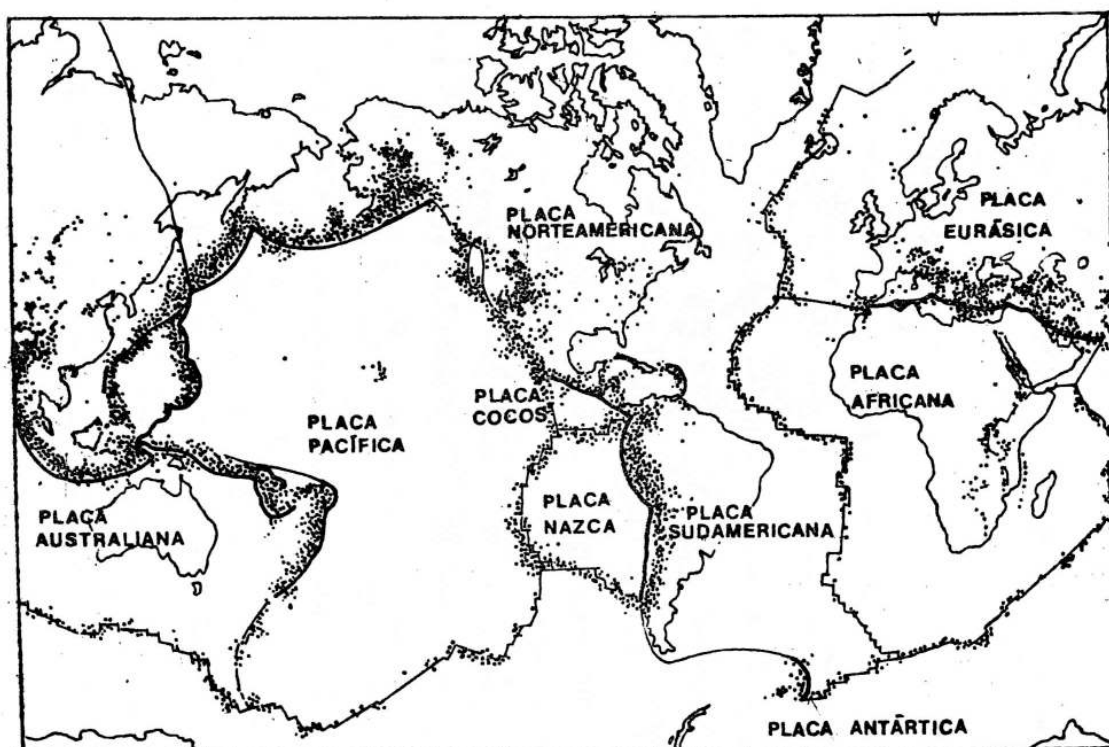 PLACA
NORTEAMERICANA
PLACA
EURÁSICA
PLACA
COCOS
PLACA
PACÍFICA
PLACA
AFRICANA
PLACA
AUSTRALIANA
PLACA
NAZCA
PLACA
SUDAMERICANA
PLACA ANTÁRTICA